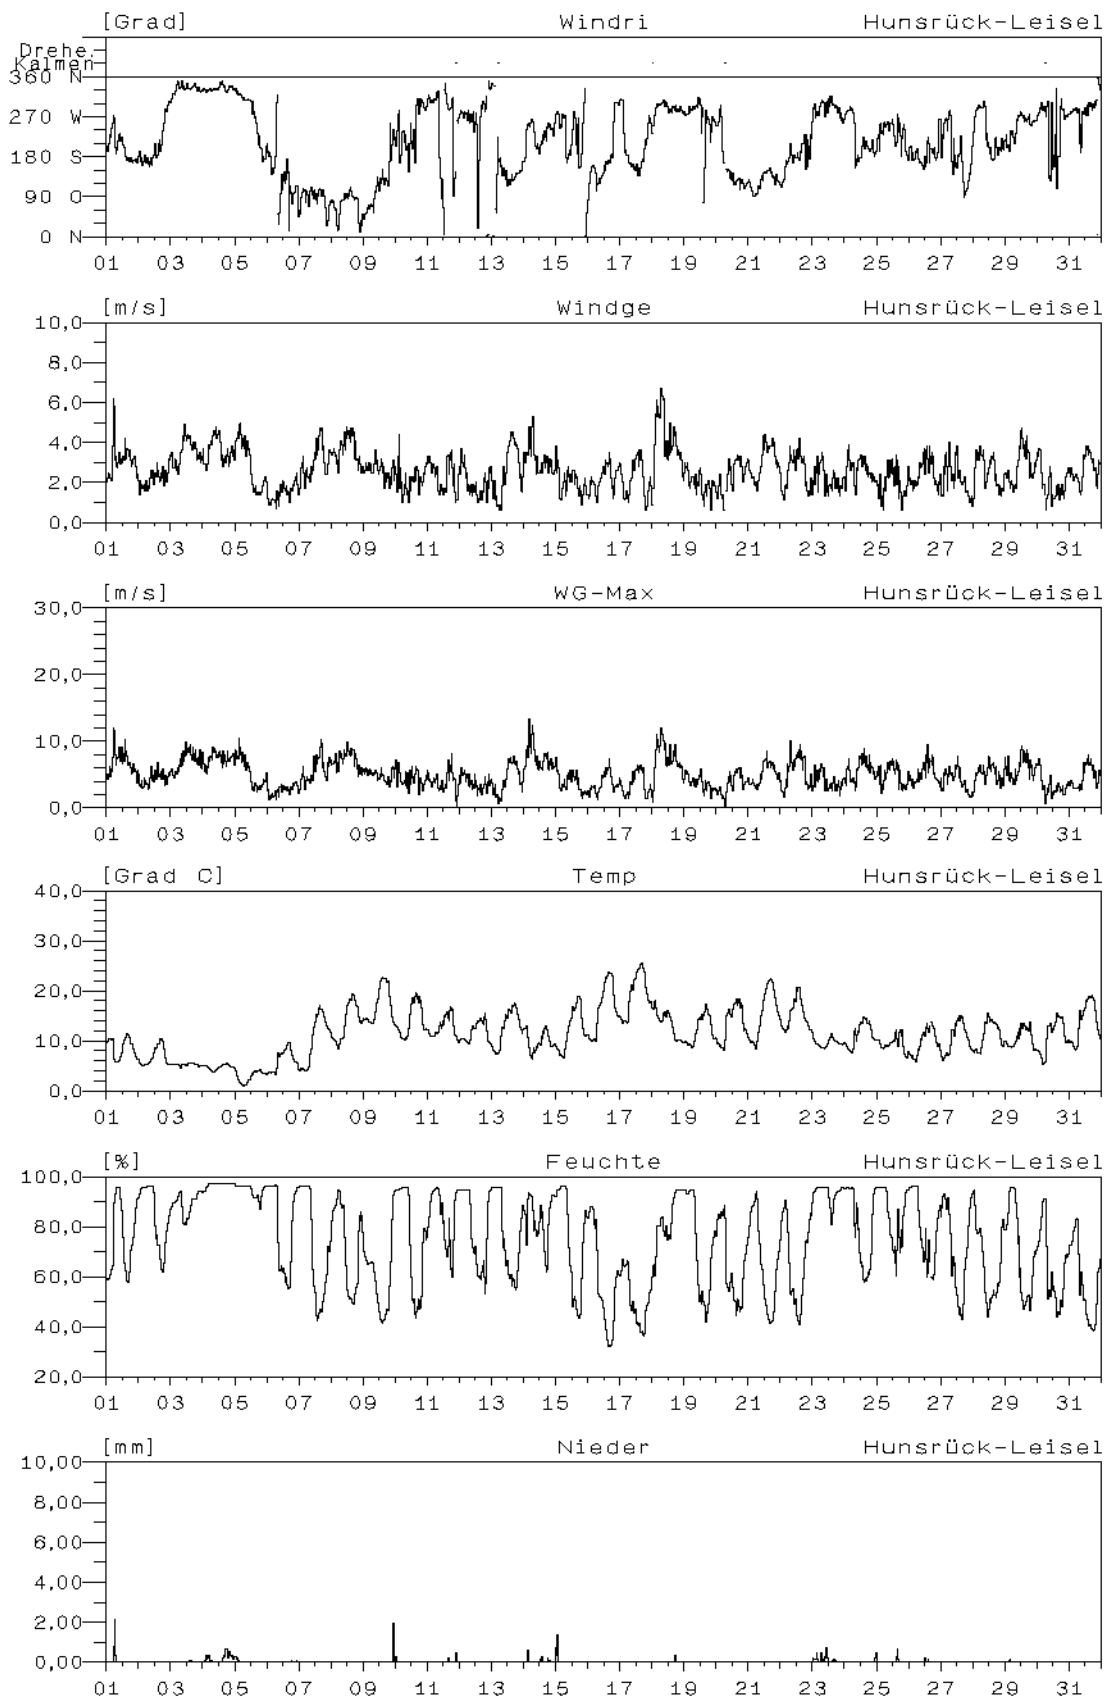 [Grad] Windri Hunsrück-Leisel
Drehe.
Kalmen
360 N
270 W
180 S
90 O
0 N
01 03 05 07 09 11 13 15 17 19 21 23 25 27 29 31
[m/s] Windge Hunsrück-Leisel
10,0
8,0
6,0
4,0
2,0
0,0
01 03 05 07 09 11 13 15 17 19 21 23 25 27 29 31
[m/s] WG-Max Hunsrück-Leisel
30,0
20,0
10,0
0,0
01 03 05 07 09 11 13 15 17 19 21 23 25 27 29 31
[Grad C] Temp Hunsrück-Leisel
40,0
30,0
20,0
10,0
0,0
01 03 05 07 09 11 13 15 17 19 21 23 25 27 29 31
[%] Feuchte Hunsrück-Leisel
100,0
80,0
60,0
40,0
20,0
01 03 05 07 09 11 13 15 17 19 21 23 25 27 29 31
[mm] Nieder Hunsrück-Leisel
10,00
8,00
6,00
4,00
2,00
0,00
01 03 05 07 09 11 13 15 17 19 21 23 25 27 29 31